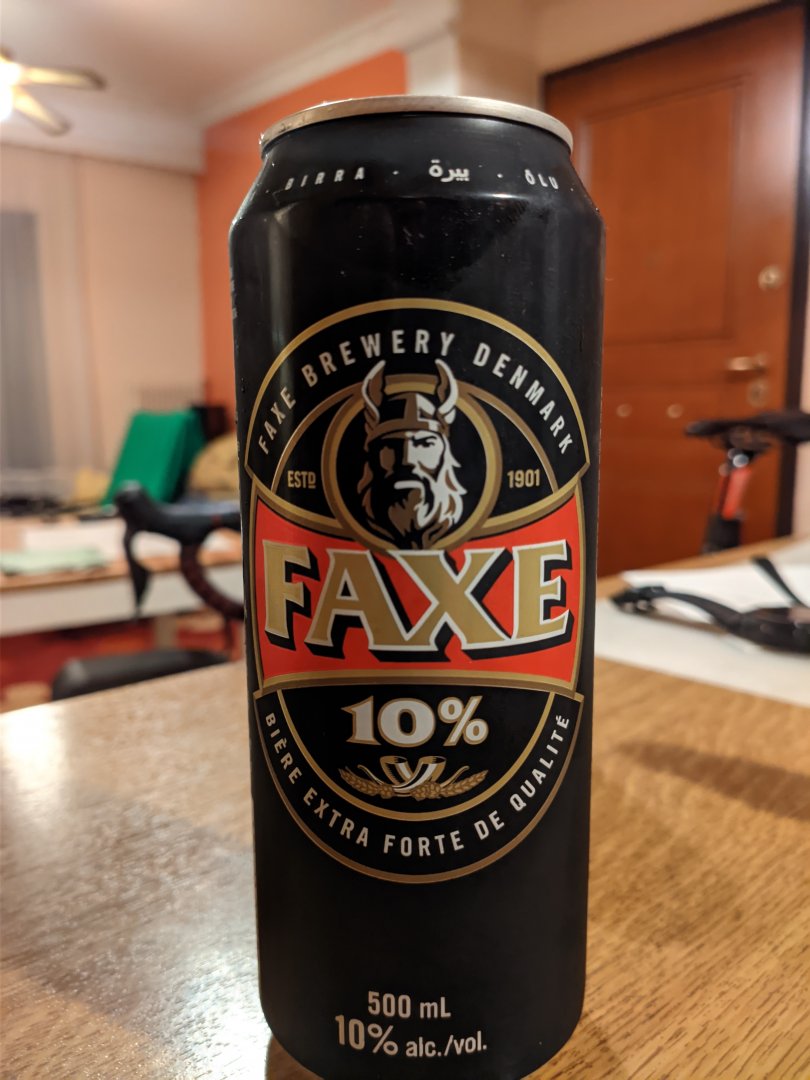 BIRRA · بيرة · ÕLU
FAXE BREWERY DENMARK
ESTD 1901
FAXE
10%
BIÈRE EXTRA FORTE DE QUALITÉ
500 mL
10% alc./vol.